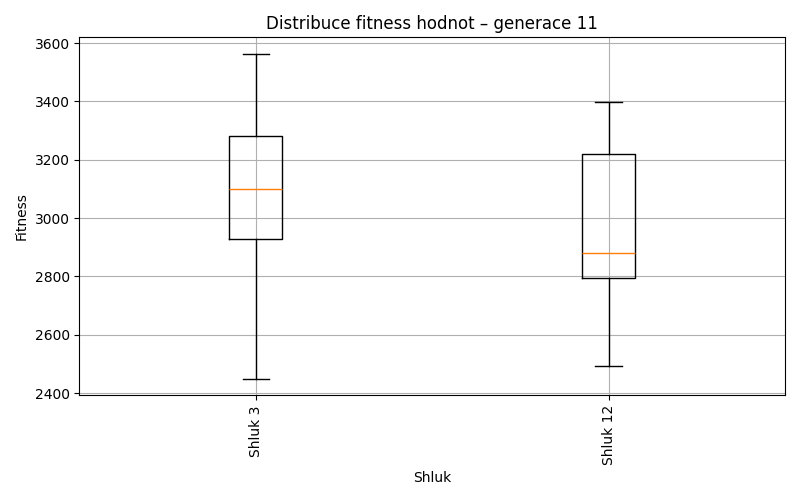 Distribuce fitness hodnot – generace 11
3600
3400
3200
3000
2800
2600
2400
Fitness
Shluk 3
Shluk 12
Shluk